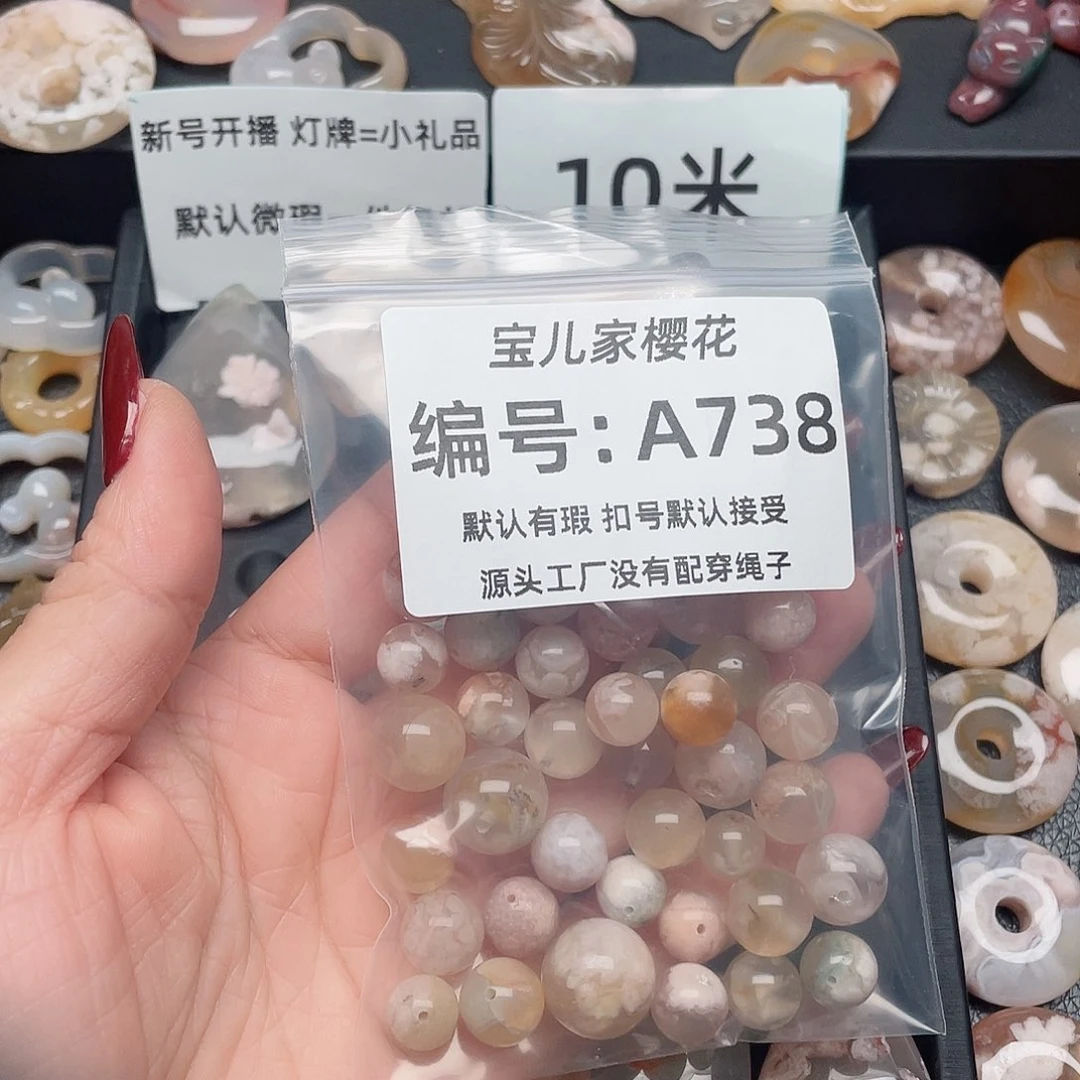 新号开播 灯牌=小礼品
默认微瑕
10米
宝儿家樱花
编号:A738
默认有瑕 扣号默认接受
源头工厂没有配穿绳子